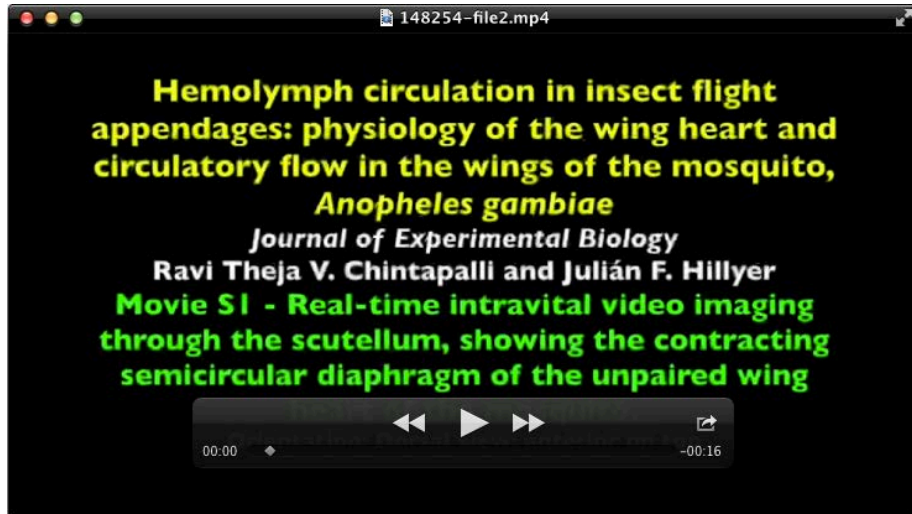 148254-file2.mp4
Hemolymph circulation in insect flight
appendages: physiology of the wing heart and
circulatory flow in the wings of the mosquito,
Anopheles gambiae
Journal of Experimental Biology
Ravi Theja V. Chintapalli and Julián F. Hillyer
Movie S1 - Real-time intravital video imaging
through the scutellum, showing the contracting
semicircular diaphragm of the unpaired wing
00:00
-00:16